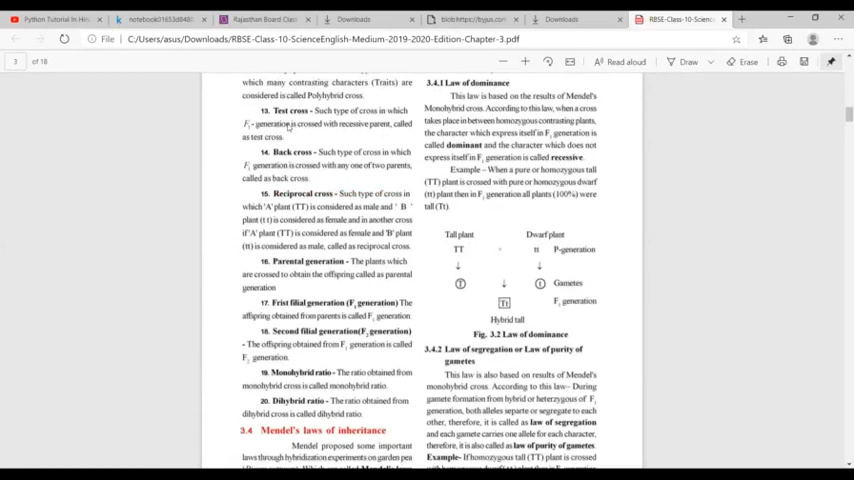 Python Tutorial In Hin
notebook01653d848b
Rajasthan Board Class
Downloads
blob:https://byjus.com/
Downloads
RBSE-Class-10-Science
File
C:/Users/asus/Downloads/RBSE-Class-10-ScienceEnglish-Medium-2019-2020-Edition-Chapter-3.pdf
3 of 18
Read aloud
Draw
Erase
which many contrasting characters (Traits) are
considered is called Polyhybrid cross.
13. Test cross - Such type of cross in which
F1- generation is crossed with recessive parent, called
as test cross.
14. Back cross - Such type of cross in which
F1 generation is crossed with any one of two parents,
called as back cross.
15. Reciprocal cross - Such type of cross in
which 'A' plant (TT) is considered as male and ' B '
plant (t t) is considered as female and in another cross
if 'A' plant (TT) is considered as female and 'B' plant
(tt) is considered as male, called as reciprocal cross.
16. Parental generation - The plants which
are crossed to obtain the offspring called as parental
generation
17. Frist filial generation (F1 generation) The
affspring obtained from parents is called F1 generation.
18. Second filial generation(F2 generation)
- The offspring obtained from F1 generation is called
F2 generation.
19. Monohybrid ratio - The ratio obtained from
monohybrid cross is called monohybrid ratio.
20. Dihybrid ratio - The ratio obtained from
dihybrid cross is called dihybrid ratio.
3.4 Mendel's laws of inheritance
Mendel proposed some important
laws through hybridization experiments on garden pea
3.4.1 Law of dominance
This law is based on the results of Mendel's
Monohybrid cross. According to this law, when a cross
takes place in between homozygous contrasting plants,
the character which express itself in F1 generation is
called dominant and the character which does not
express itself in F1 generation is called recessive.
Example – When a pure or homozygous tall
(TT) plant is crossed with pure or homozygous dwarf
(tt) plant then in F1 generation all plants (100%) were
tall (Tt).
Tall plant Dwarf plant
TT tt P-generation
T t Gametes
Tt F1 generation
Hybrid tall
Fig. 3.2 Law of dominance
3.4.2 Law of segregation or Law of purity of
gametes
This law is also based on results of Mendel's
monohybrid cross. According to this law– During
gamete formation from hybrid or heterzygous of F1
generation, both alleles separte or segregate to each
other, therefore, it is called as law of segregation
and each gamete carries one allele for each character,
therefore, it is also called as law of purity of gametes.
Example- If homozygous tall (TT) plant is crossed